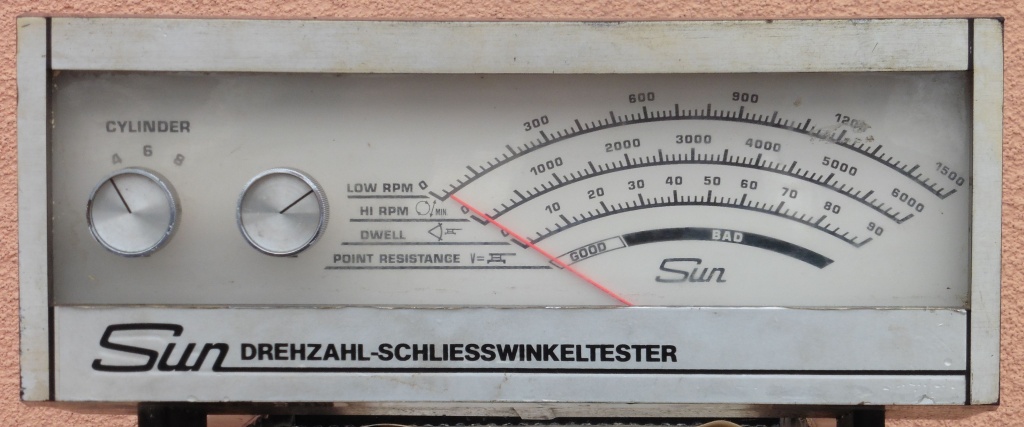 CYLINDER
4 6 8
LOW RPM 0 300 600 900 1200 1500
HI RPM /MIN 0 1000 2000 3000 4000 5000 6000
DWELL 0 10 20 30 40 50 60 70 80 90
POINT RESISTANCE V= GOOD BAD
Sun
Sun DREHZAHL-SCHLIESSWINKELTESTER